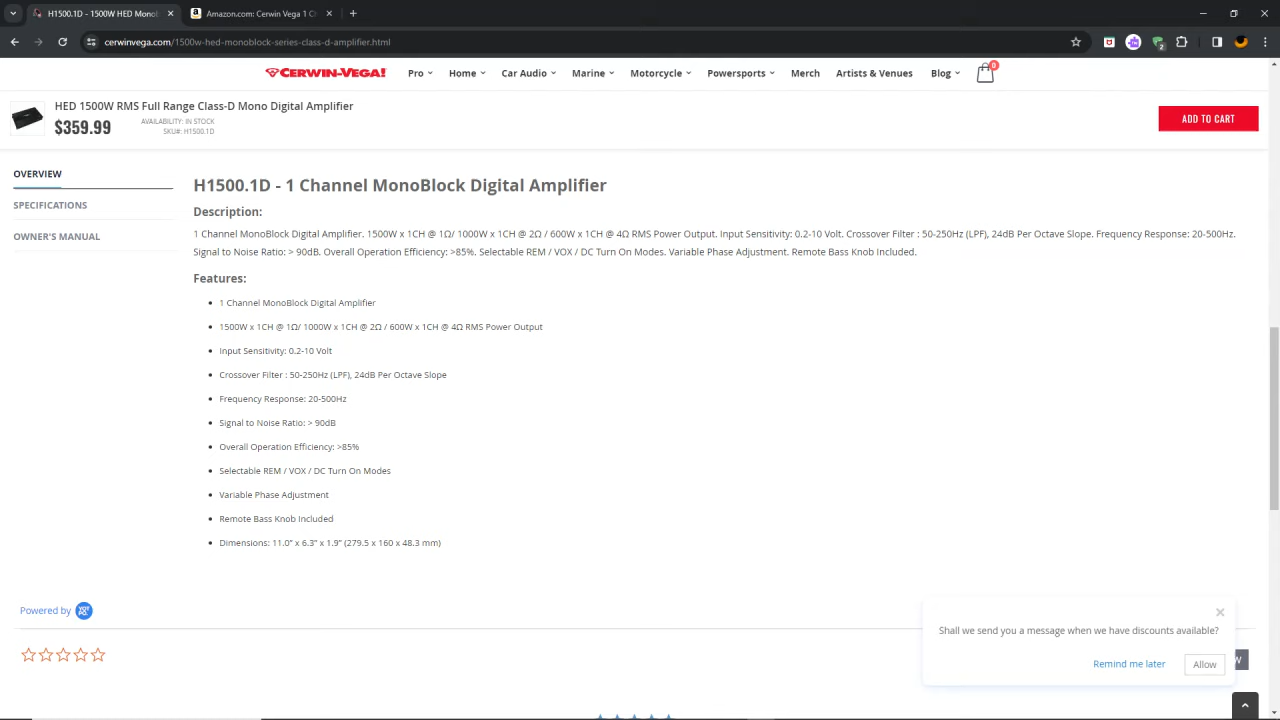 H1500.1D - 1500W HED Monob
Amazon.com: Cerwin Vega 1 C
cerwinvega.com/1500w-hed-monoblock-series-class-d-amplifier.html
CERWIN-VEGA!
Pro
Home
Car Audio
Marine
Motorcycle
Powersports
Merch
Artists & Venues
Blog
0
HED 1500W RMS Full Range Class-D Mono Digital Amplifier
$359.99
AVAILABILITY: IN STOCK
SKU#: H1500.1D
ADD TO CART
OVERVIEW
SPECIFICATIONS
OWNER'S MANUAL
H1500.1D - 1 Channel MonoBlock Digital Amplifier
Description:
1 Channel MonoBlock Digital Amplifier. 1500W x 1CH @ 1Ω/ 1000W x 1CH @ 2Ω / 600W x 1CH @ 4Ω RMS Power Output. Input Sensitivity: 0.2-10 Volt. Crossover Filter : 50-250Hz (LPF), 24dB Per Octave Slope. Frequency Response: 20-500Hz.
Signal to Noise Ratio: > 90dB. Overall Operation Efficiency: >85%. Selectable REM / VOX / DC Turn On Modes. Variable Phase Adjustment. Remote Bass Knob Included.
Features:
1 Channel MonoBlock Digital Amplifier
1500W x 1CH @ 1Ω/ 1000W x 1CH @ 2Ω / 600W x 1CH @ 4Ω RMS Power Output
Input Sensitivity: 0.2-10 Volt
Crossover Filter : 50-250Hz (LPF), 24dB Per Octave Slope
Frequency Response: 20-500Hz
Signal to Noise Ratio: > 90dB
Overall Operation Efficiency: >85%
Selectable REM / VOX / DC Turn On Modes
Variable Phase Adjustment
Remote Bass Knob Included
Dimensions: 11.0" x 6.3" x 1.9" (279.5 x 160 x 48.3 mm)
Powered by
YOT
PO.
Shall we send you a message when we have discounts available?
Remind me later
Allow
W